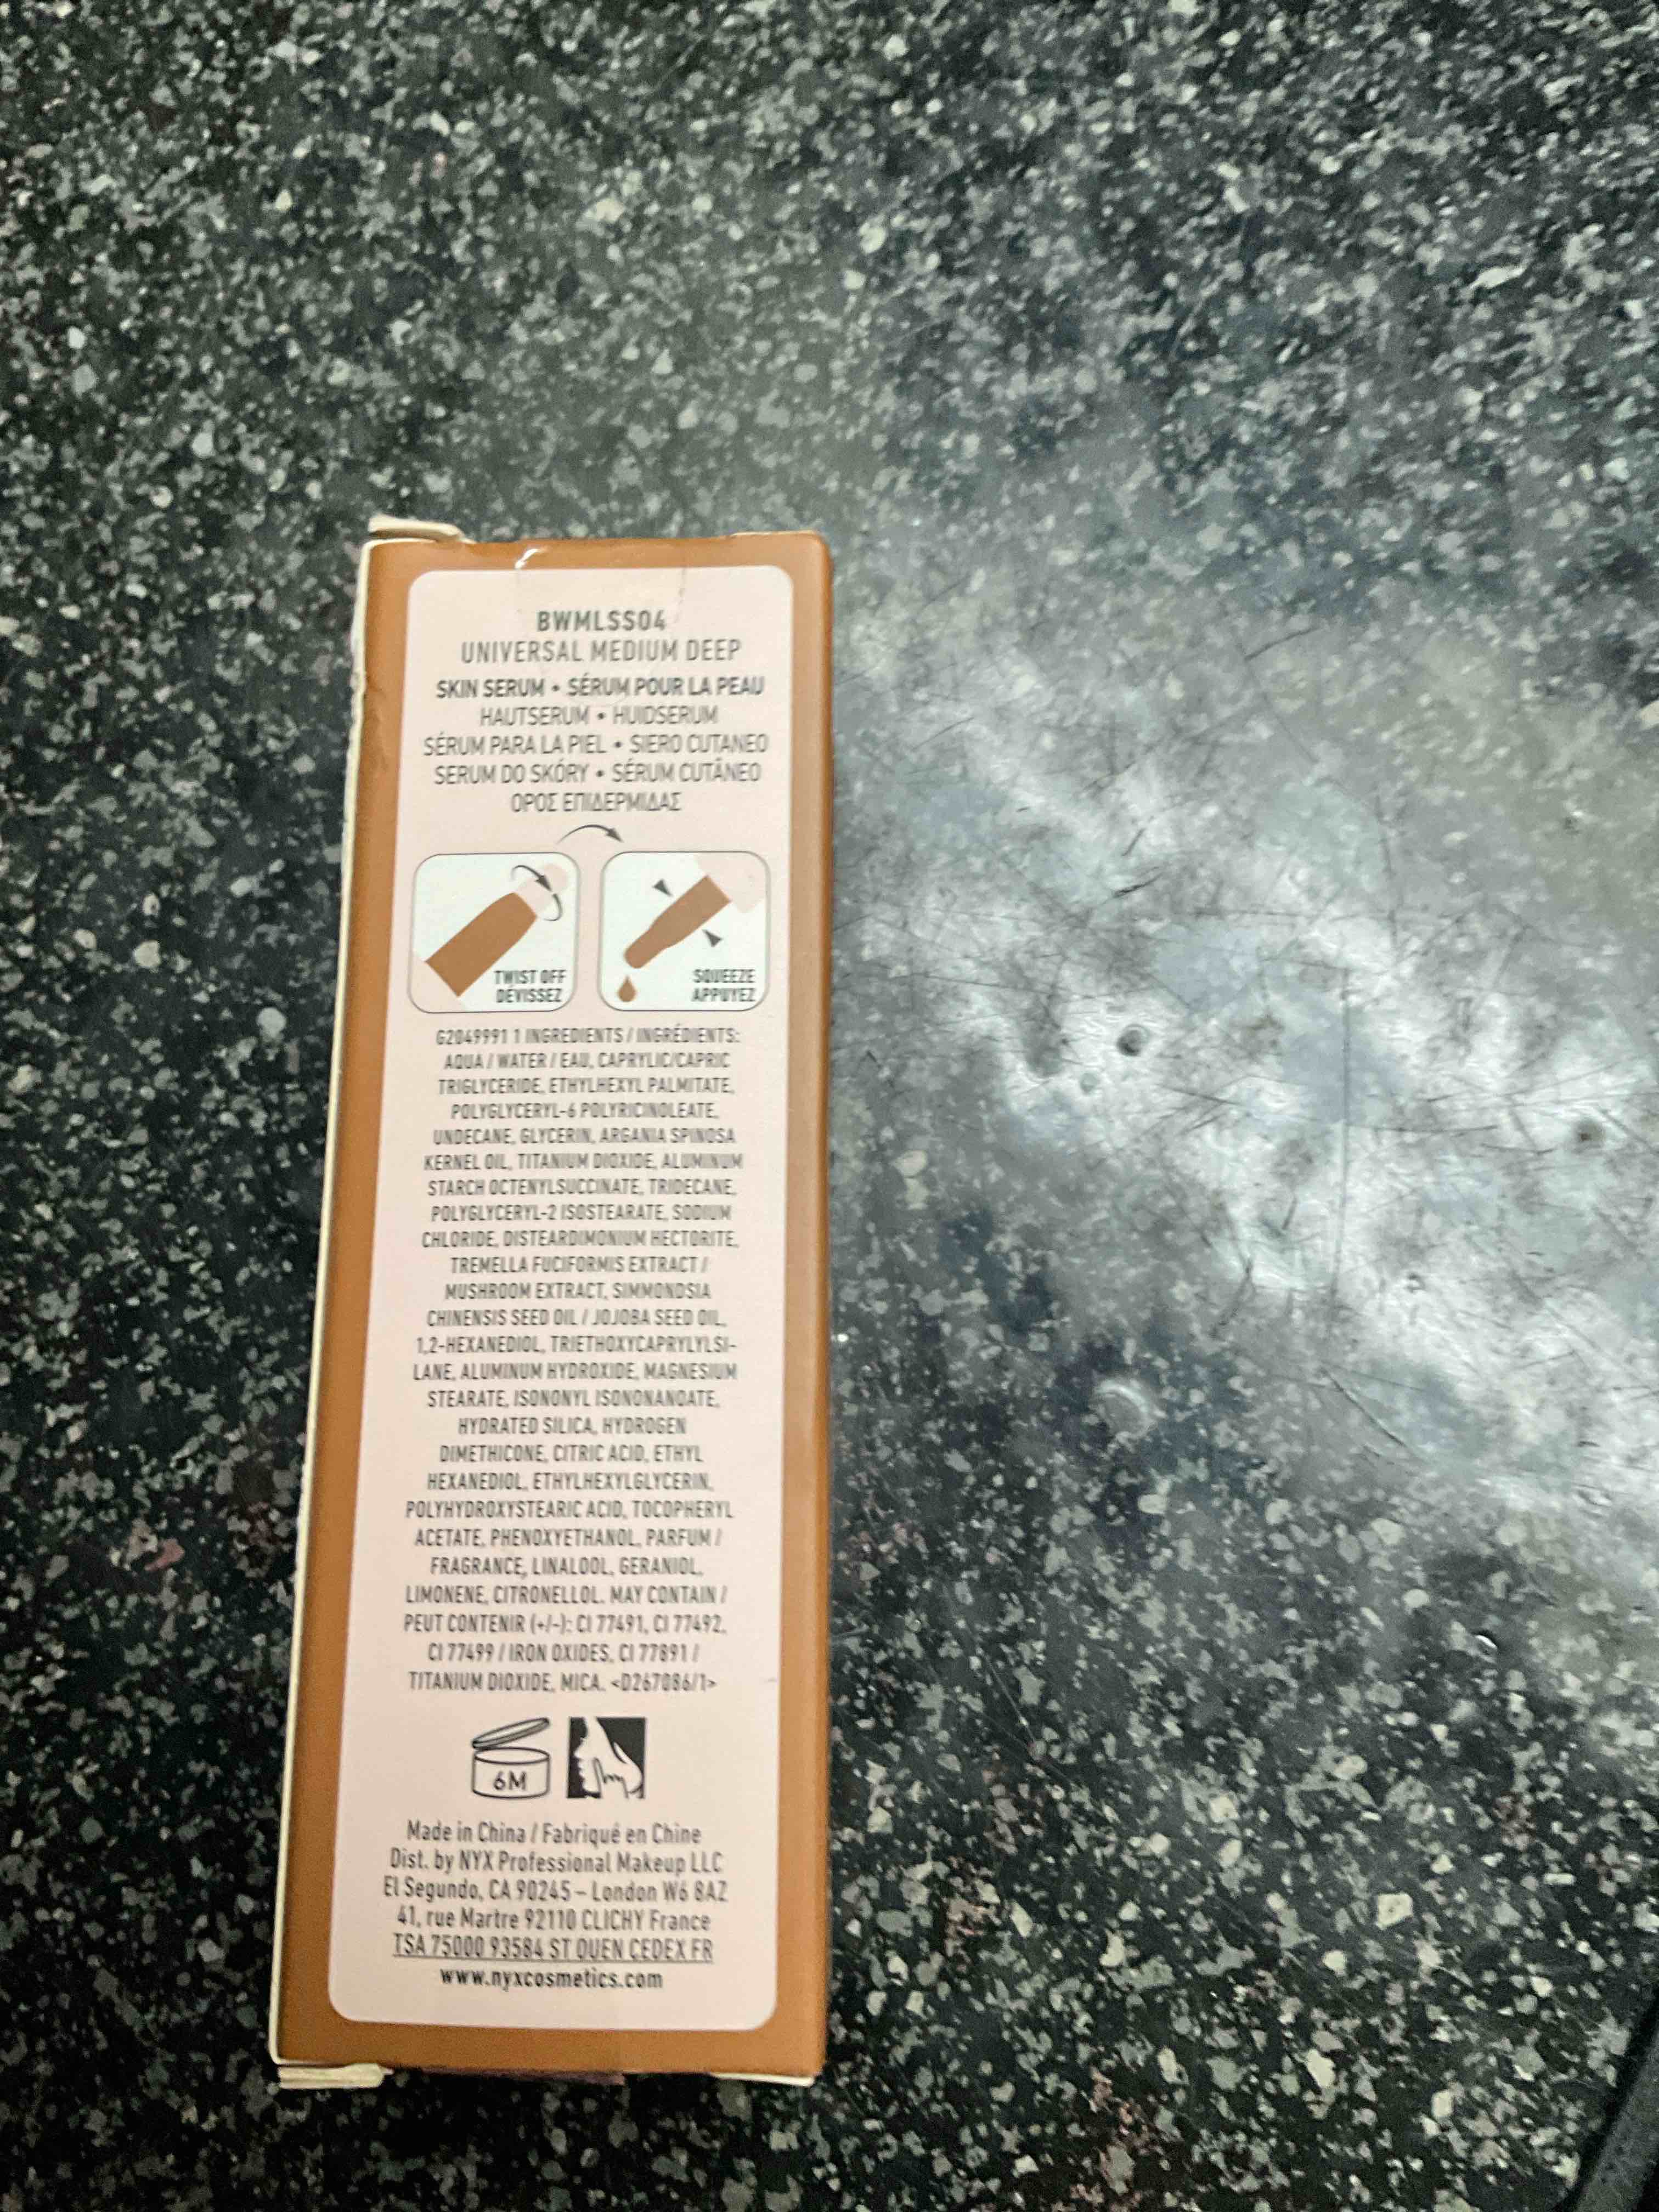 BWMLSS04
UNIVERSAL MEDIUM DEEP
SKIN SERUM • SÉRUM POUR LA PEAU
HAUTSERUM • HUIDSERUM
SÉRUM PARA LA PIEL • SIERO CUTANEO
SERUM DO SKÓRY • SÉRUM CUTÂNEO
ΟΡΟΣ ΕΠΙΔΕΡΜΙΔΑΣ
TWIST OFF
DÉVISSEZ
SQUEEZE
APPUYEZ
G2049991 1 INGREDIENTS / INGRÉDIENTS:
AQUA / WATER / EAU, CAPRYLIC/CAPRIC
TRIGLYCERIDE, ETHYLHEXYL PALMITATE,
POLYGLYCERYL-6 POLYRICINOLEATE,
UNDECANE, GLYCERIN, ARGANIA SPINOSA
KERNEL OIL, TITANIUM DIOXIDE, ALUMINUM
STARCH OCTENYLSUCCINATE, TRIDECANE,
POLYGLYCERYL-2 ISOSTEARATE, SODIUM
CHLORIDE, DISTEARDIMONIUM HECTORITE,
TREMELLA FUCIFORMIS EXTRACT /
MUSHROOM EXTRACT, SIMMONDSIA
CHINENSIS SEED OIL / JOJOBA SEED OIL,
1,2-HEXANEDIOL, TRIETHOXYCAPRYLYLSI-
LANE, ALUMINUM HYDROXIDE, MAGNESIUM
STEARATE, ISONONYL ISONONANOATE,
HYDRATED SILICA, HYDROGEN
DIMETHICONE, CITRIC ACID, ETHYL
HEXANEDIOL, ETHYLHEXYLGLYCERIN,
POLYHYDROXYSTEARIC ACID, TOCOPHERYL
ACETATE, PHENOXYETHANOL, PARFUM /
FRAGRANCE, LINALOOL, GERANIOL,
LIMONENE, CITRONELLOL. MAY CONTAIN /
PEUT CONTENIR (+/-): CI 77491, CI 77492,
CI 77499 / IRON OXIDES, CI 77891 /
TITANIUM DIOXIDE, MICA. <D267086/1>
6M
Made in China / Fabriqué en Chine
Dist. by NYX Professional Makeup LLC
El Segundo, CA 90245 – London W6 8AZ
41, rue Martre 92110 CLICHY France
TSA 75000 93584 ST OUEN CEDEX FR
www.nyxcosmetics.com